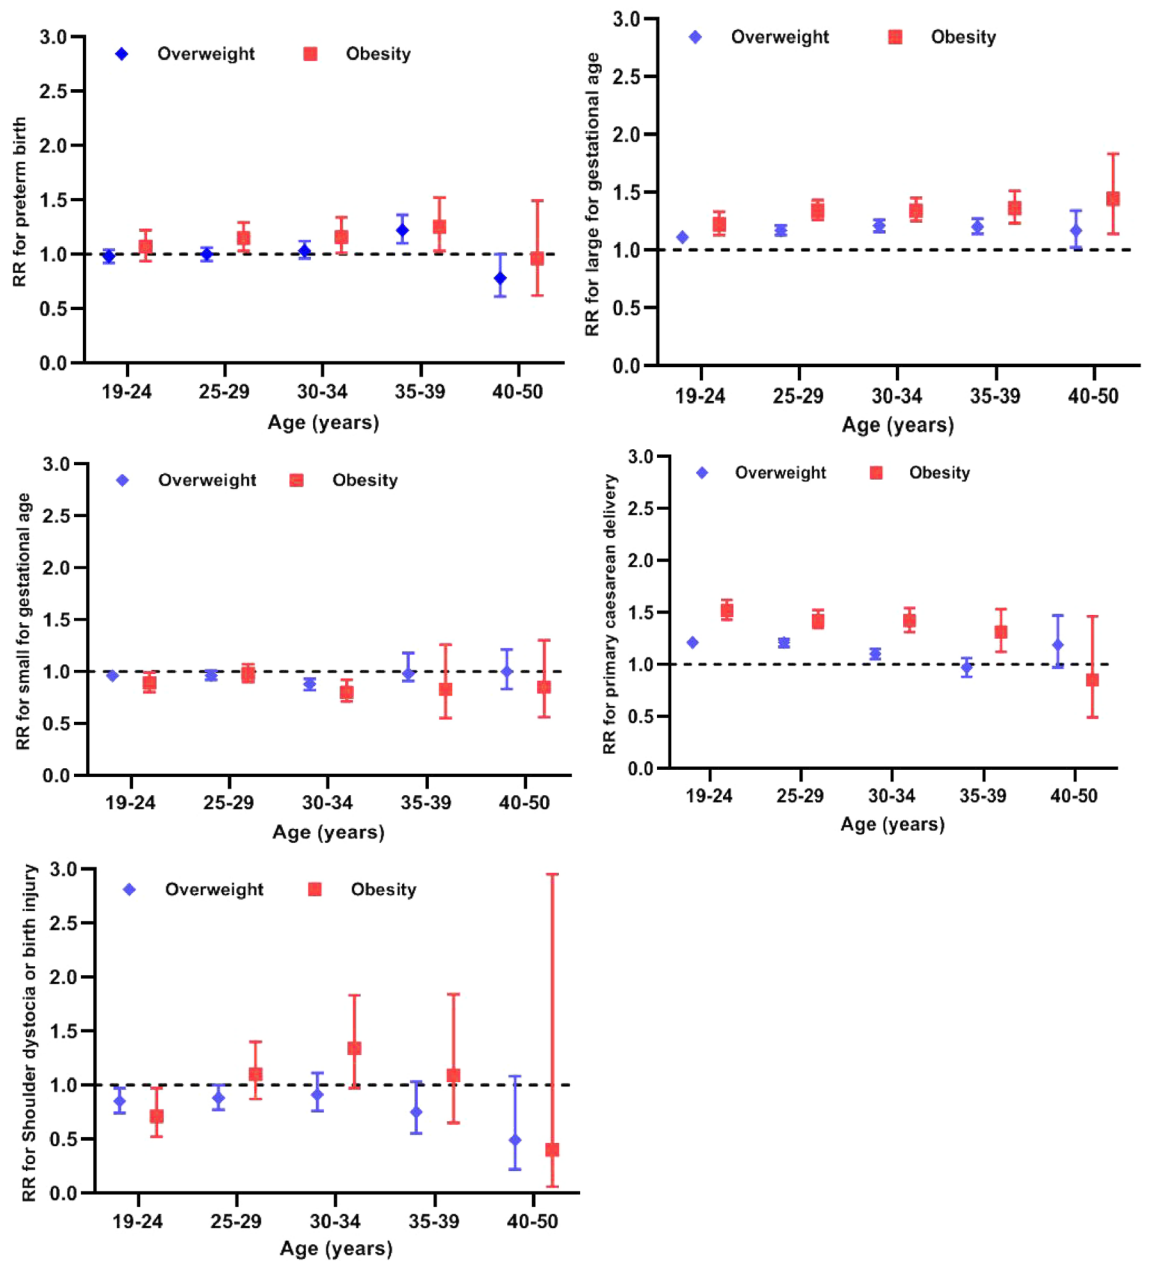 RR for preterm birth
3.0
2.5
2.0
1.5
1.0
0.5
0.0
Overweight Obesity
19-24 25-29 30-34 35-39 40-50
Age (years)
RR for large for gestational age
3.0
2.5
2.0
1.5
1.0
0.5
0.0
Overweight Obesity
19-24 25-29 30-34 35-39 40-50
Age (years)
RR for small for gestational age
3.0
2.5
2.0
1.5
1.0
0.5
0.0
Overweight Obesity
19-24 25-29 30-34 35-39 40-50
Age (years)
RR for primary caesarean delivery
3.0
2.5
2.0
1.5
1.0
0.5
0.0
Overweight Obesity
19-24 25-29 30-34 35-39 40-50
Age (years)
RR for Shoulder dystocia or birth injury
3.0
2.5
2.0
1.5
1.0
0.5
0.0
Overweight Obesity
19-24 25-29 30-34 35-39 40-50
Age (years)